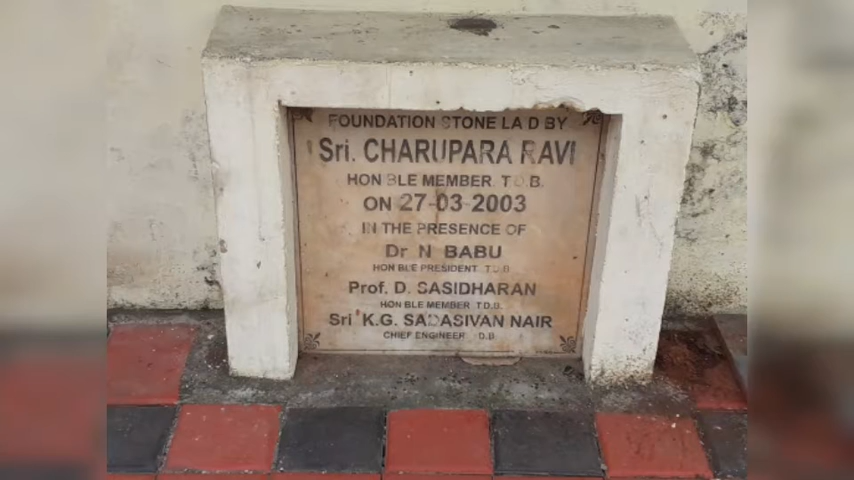 FOUNDATION STONE LA D BY
Sri. CHARUPARA RAVI
HON BLE MEMBER T.D.B.
ON 27-03-2003
IN THE PRESENCE OF
Dr N BABU
HON BLE PRESIDENT T.D.B
Prof. D. SASIDHARAN
HON BLE MEMBER T.D.B.
Sri K.G. SADASIVAN NAIR
CHIEF ENGINEER D.B